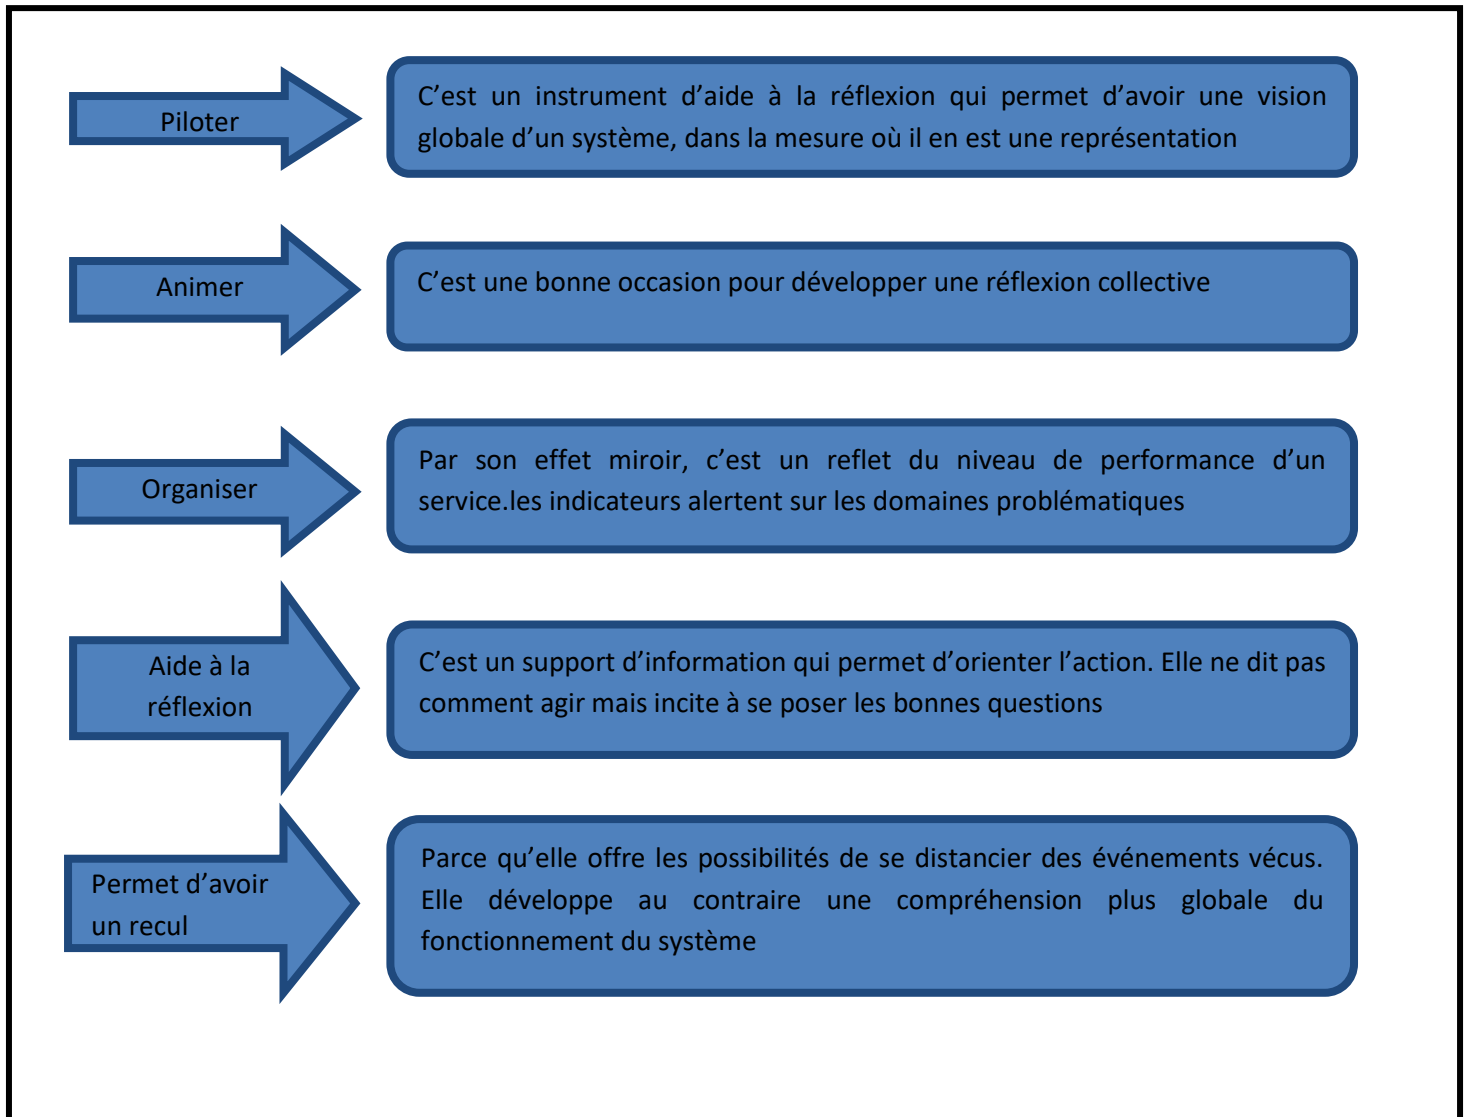 Piloter
C’est un instrument d’aide à la réflexion qui permet d’avoir une vision
globale d’un système, dans la mesure où il en est une représentation
Animer
C’est une bonne occasion pour développer une réflexion collective
Organiser
Par son effet miroir, c’est un reflet du niveau de performance d’un
service.les indicateurs alertent sur les domaines problématiques
Aide à la
réflexion
C’est un support d’information qui permet d’orienter l’action. Elle ne dit pas
comment agir mais incite à se poser les bonnes questions
Permet d’avoir
un recul
Parce qu’elle offre les possibilités de se distancier des événements vécus.
Elle développe au contraire une compréhension plus globale du
fonctionnement du système